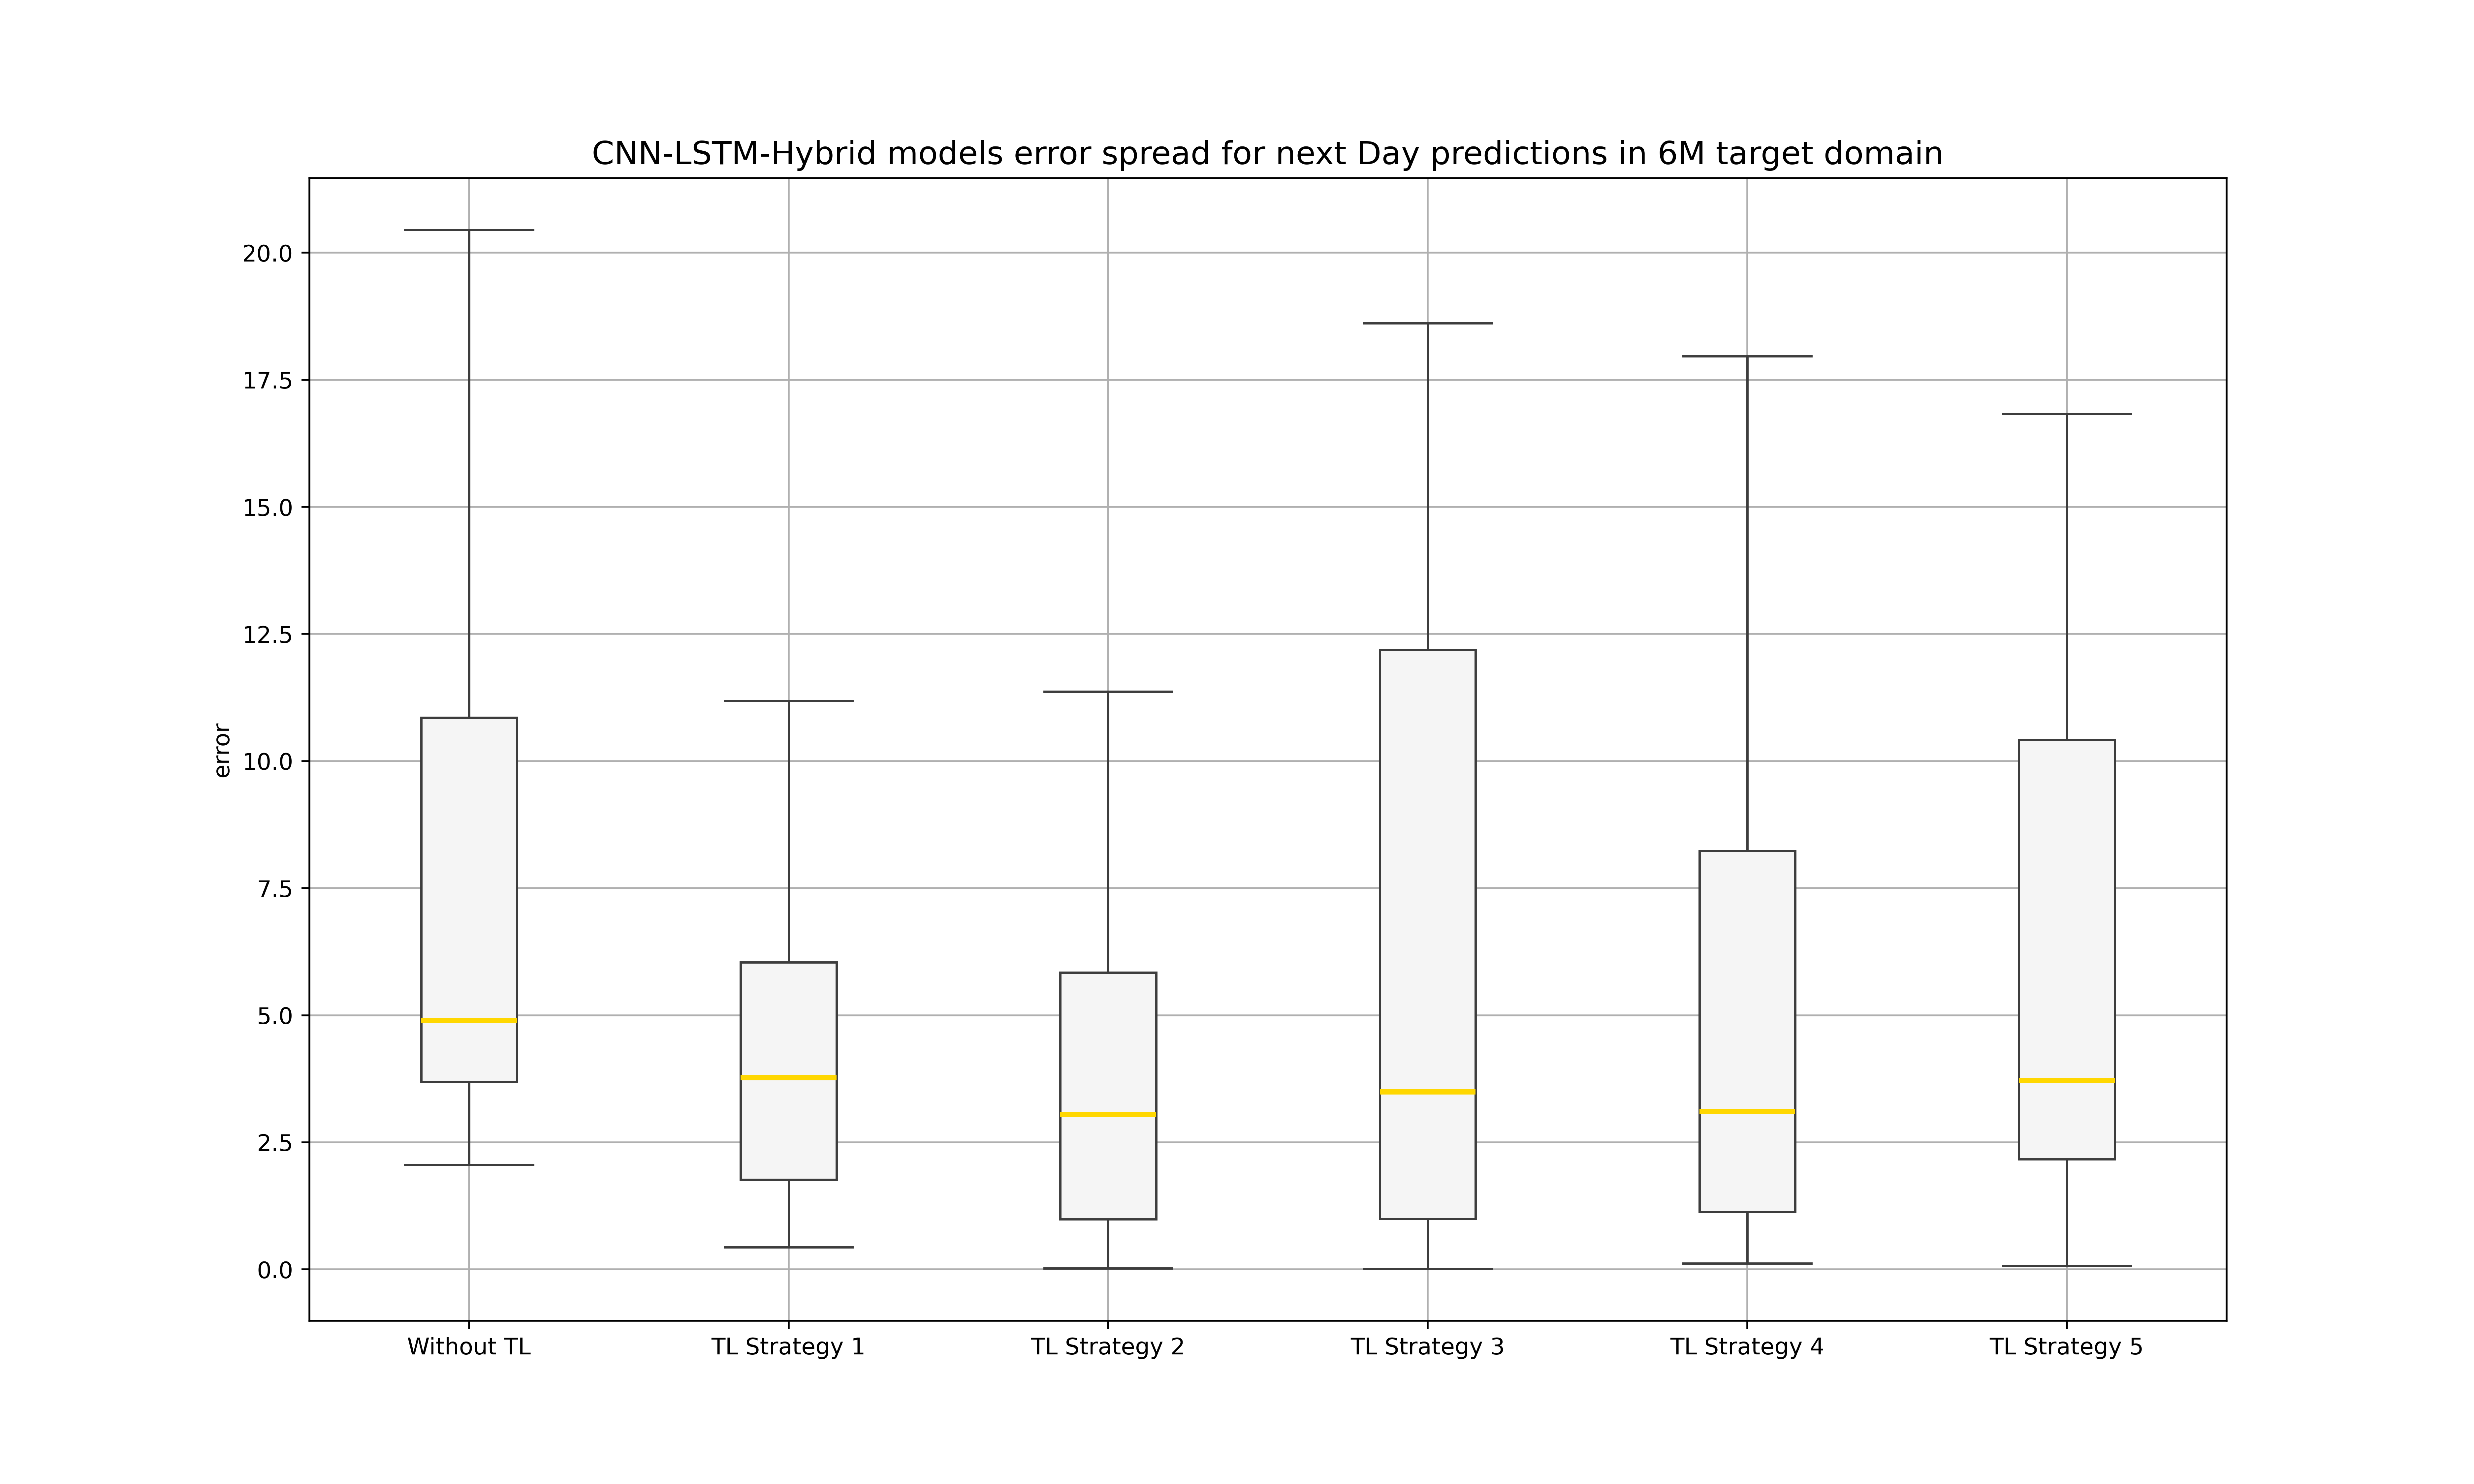 CNN-LSTM-Hybrid models error spread for next Day predictions in 6M target domain
error
20.0
17.5
15.0
12.5
10.0
7.5
5.0
2.5
0.0
Without TL
TL Strategy 1
TL Strategy 2
TL Strategy 3
TL Strategy 4
TL Strategy 5